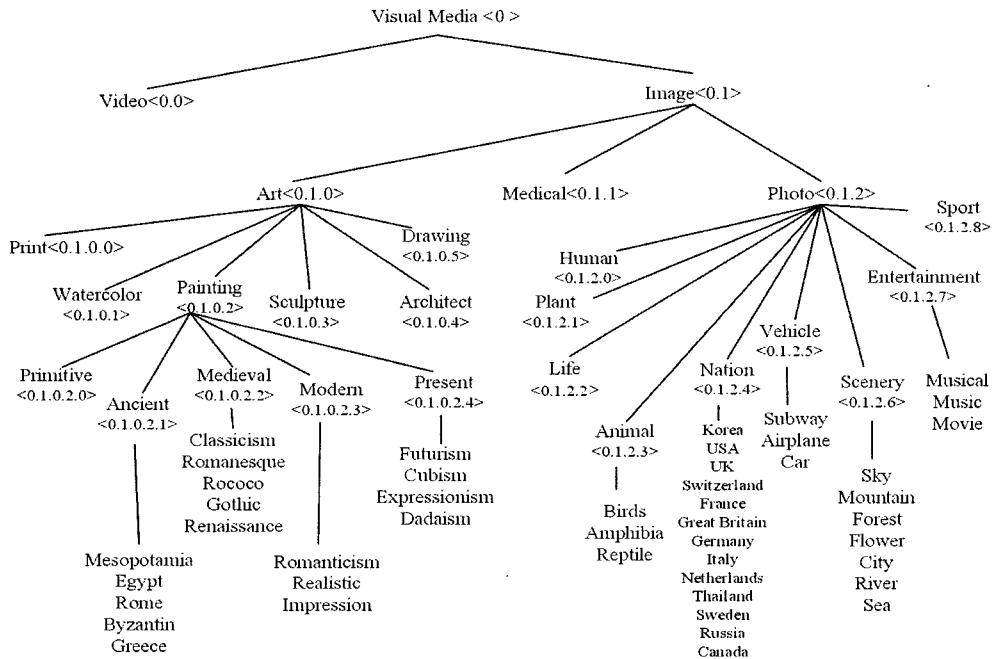 Visual Media <0 >
Video<0.0>
Image<0.1>
Art<0.1.0>
Medical<0.1.1>
Photo<0.1.2>
Print<0.1.0.0>
Watercolor
<0.1.0.1>
Painting
<0.1.0.2>
Sculpture
<0.1.0.3>
Architect
<0.1.0.4>
Drawing
<0.1.0.5>
Primitive
<0.1.0.2.0>
Ancient
<0.1.0.2.1>
Mesopotamia
Egypt
Rome
Byzantin
Greece
Medieval
<0.1.0.2.2>
Classicism
Romanesque
Rococo
Gothic
Renaissance
Modern
<0.1.0.2.3>
Romanticism
Realistic
Impression
Present
<0.1.0.2.4>
Futurism
Cubism
Expressionism
Dadaism
Human
<0.1.2.0>
Plant
<0.1.2.1>
Life
<0.1.2.2>
Animal
<0.1.2.3>
Birds
Amphibia
Reptile
Nation
<0.1.2.4>
Korea
USA
UK
Switzerland
France
Great Britain
Germany
Italy
Netherlands
Thailand
Sweden
Russia
Canada
Vehicle
<0.1.2.5>
Subway
Airplane
Car
Scenery
<0.1.2.6>
Sky
Mountain
Forest
Flower
City
River
Sea
Entertainment
<0.1.2.7>
Musical
Music
Movie
Sport
<0.1.2.8>